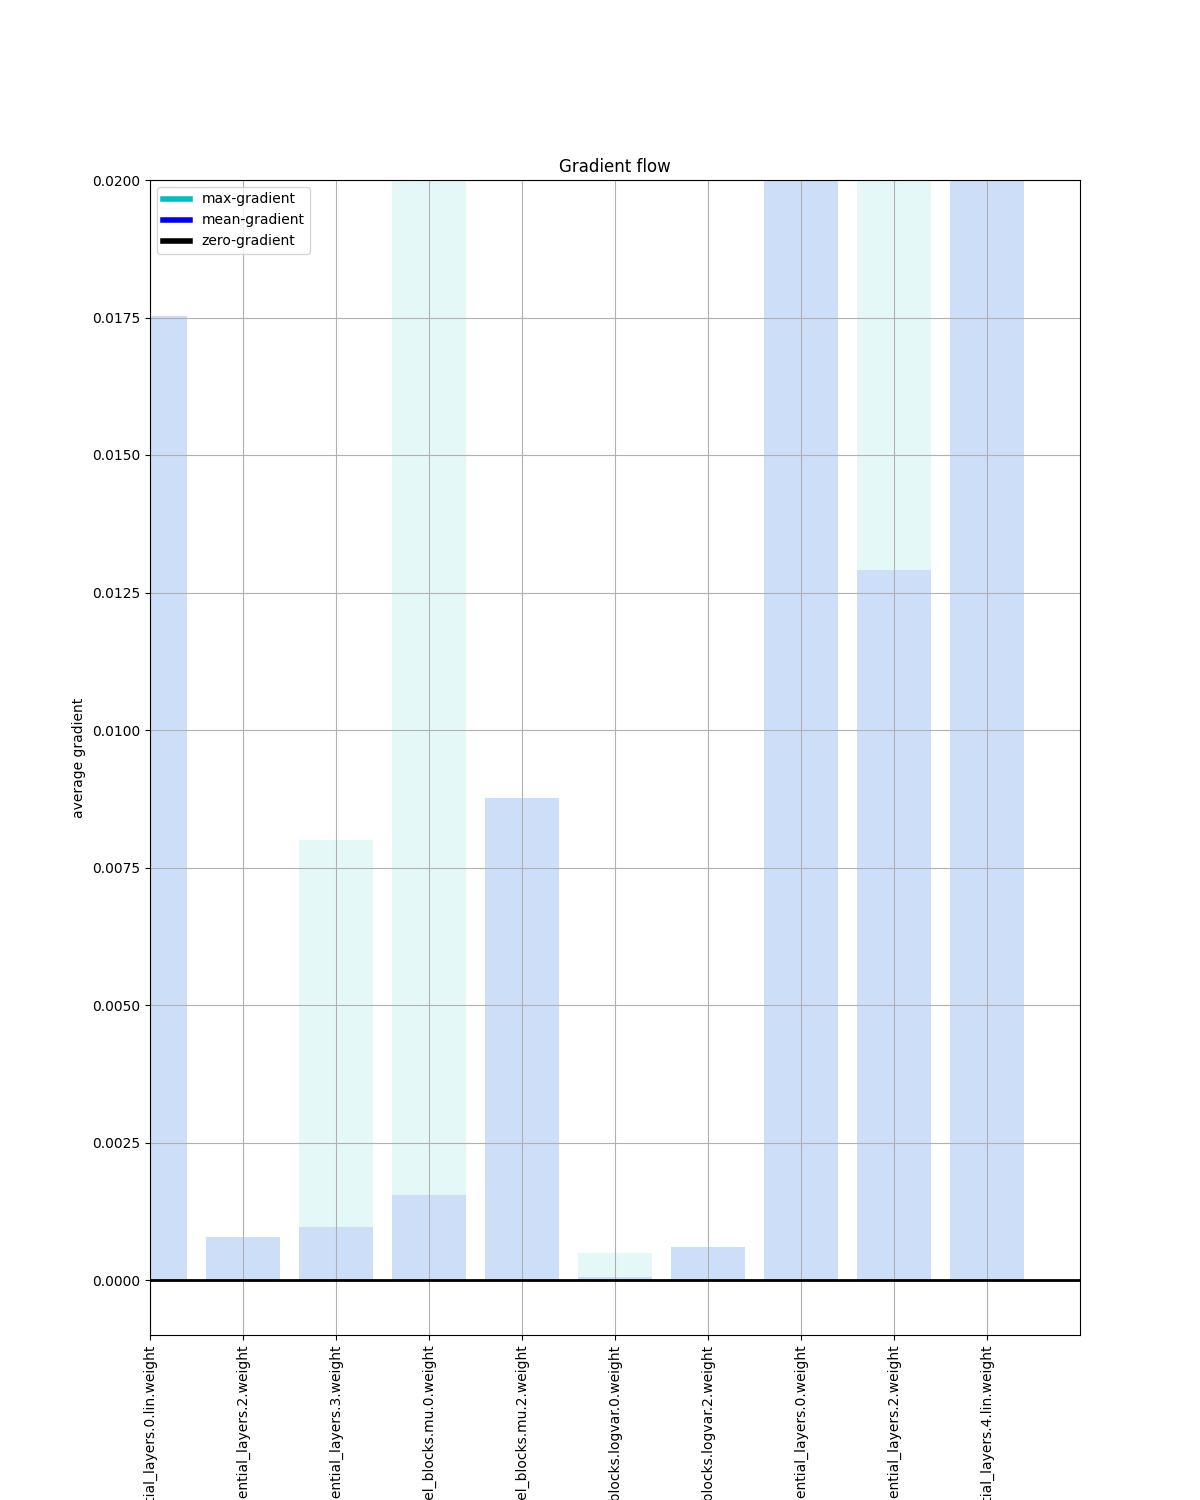 Gradient flow
max-gradient
mean-gradient
zero-gradient
0.0200
0.0175
0.0150
0.0125
0.0100
0.0075
0.0050
0.0025
0.0000
average gradient
tial_layers.0.lin.weight
ential_layers.2.weight
ential_layers.3.weight
el_blocks.mu.0.weight
el_blocks.mu.2.weight
blocks.logvar.0.weight
blocks.logvar.2.weight
ential_layers.0.weight
ential_layers.2.weight
tial_layers.4.lin.weight